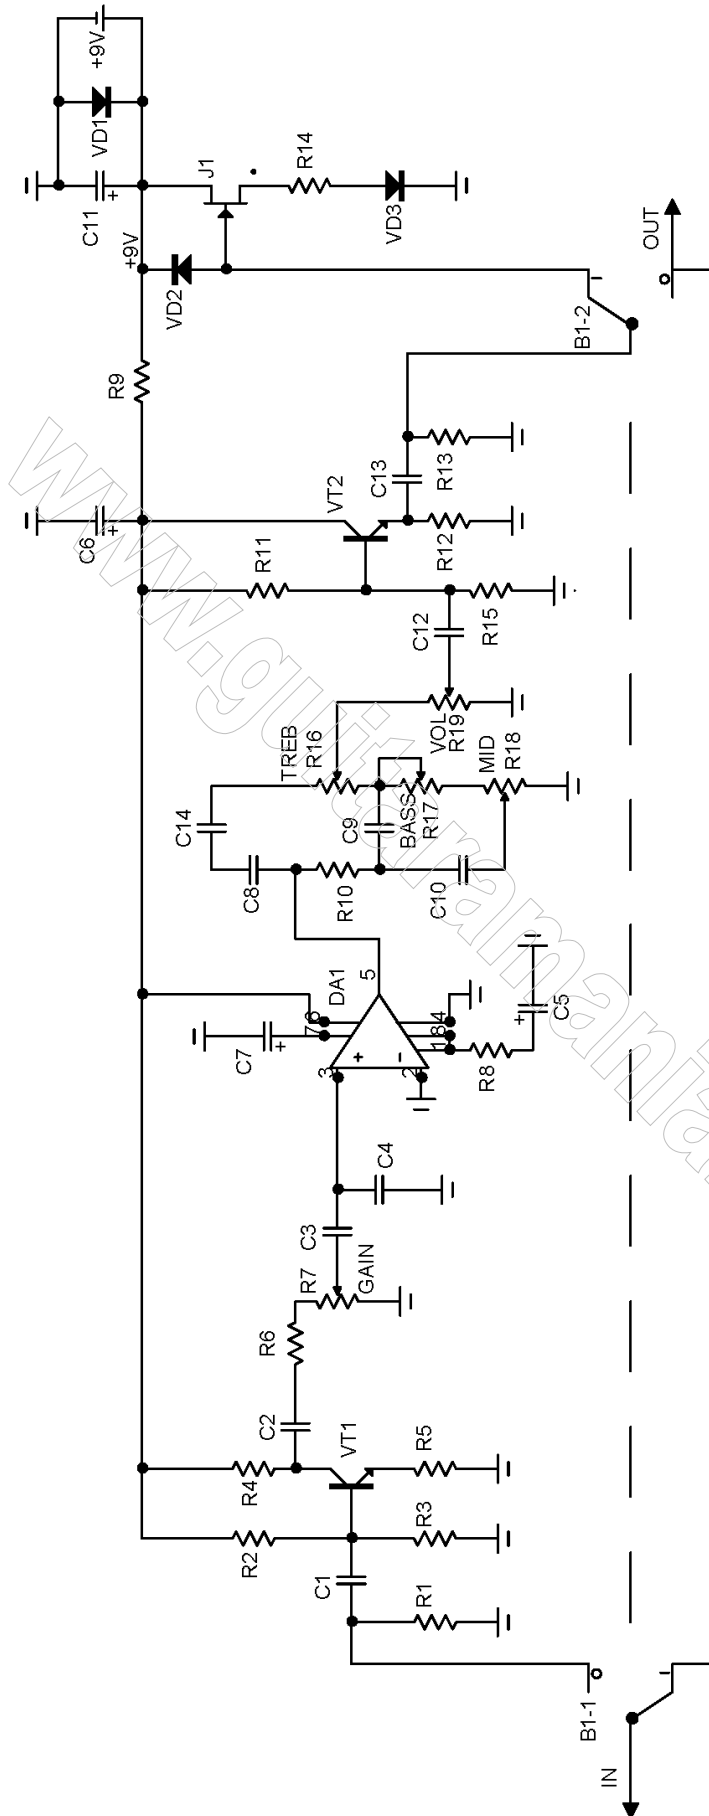 IN
B1-1
R1
C1
R2
R3
R4
VT1
R5
C2
R6
R7
GAIN
C3
C4
3
2
+
-
7
6
1
8
4
5
DA1
C7
+
R8
C5
+
C8
C14
R10
C10
C9
TREB
R16
BASS
R17
MID
R18
VOL
R19
C12
R15
R11
VT2
R12
C13
R13
C6
+
R9
+9V
VD2
J1
R14
VD3
C11
+
VD1
+9V
B1-2
OUT
www.guitaramania